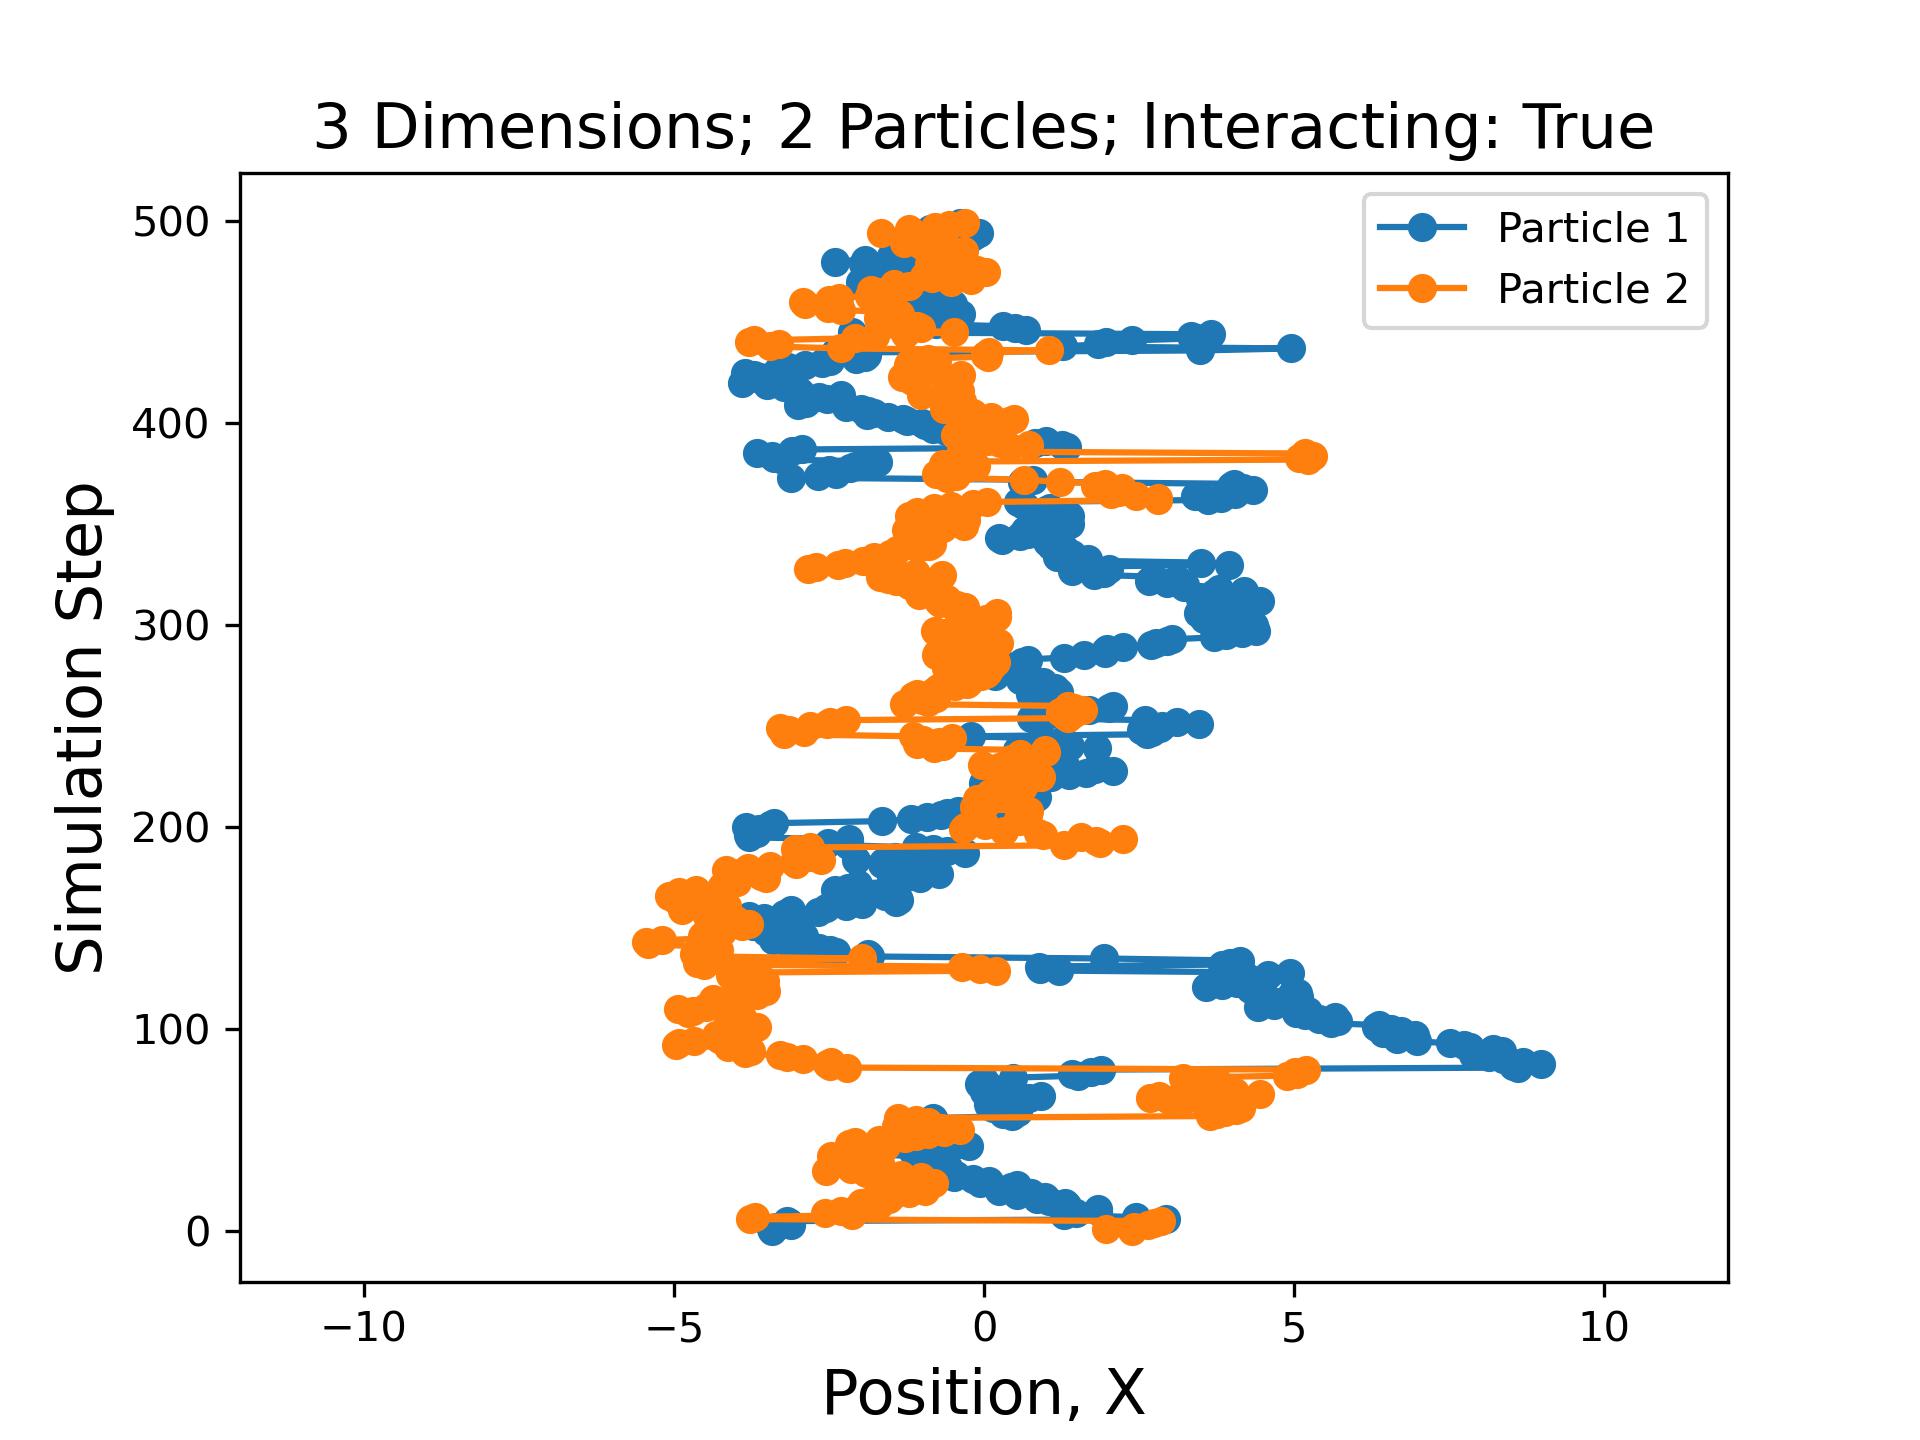 3 Dimensions; 2 Particles; Interacting: True
Particle 1
Particle 2
500
400
300
200
100
0
Simulation Step
−10 −5 0 5 10
Position, X